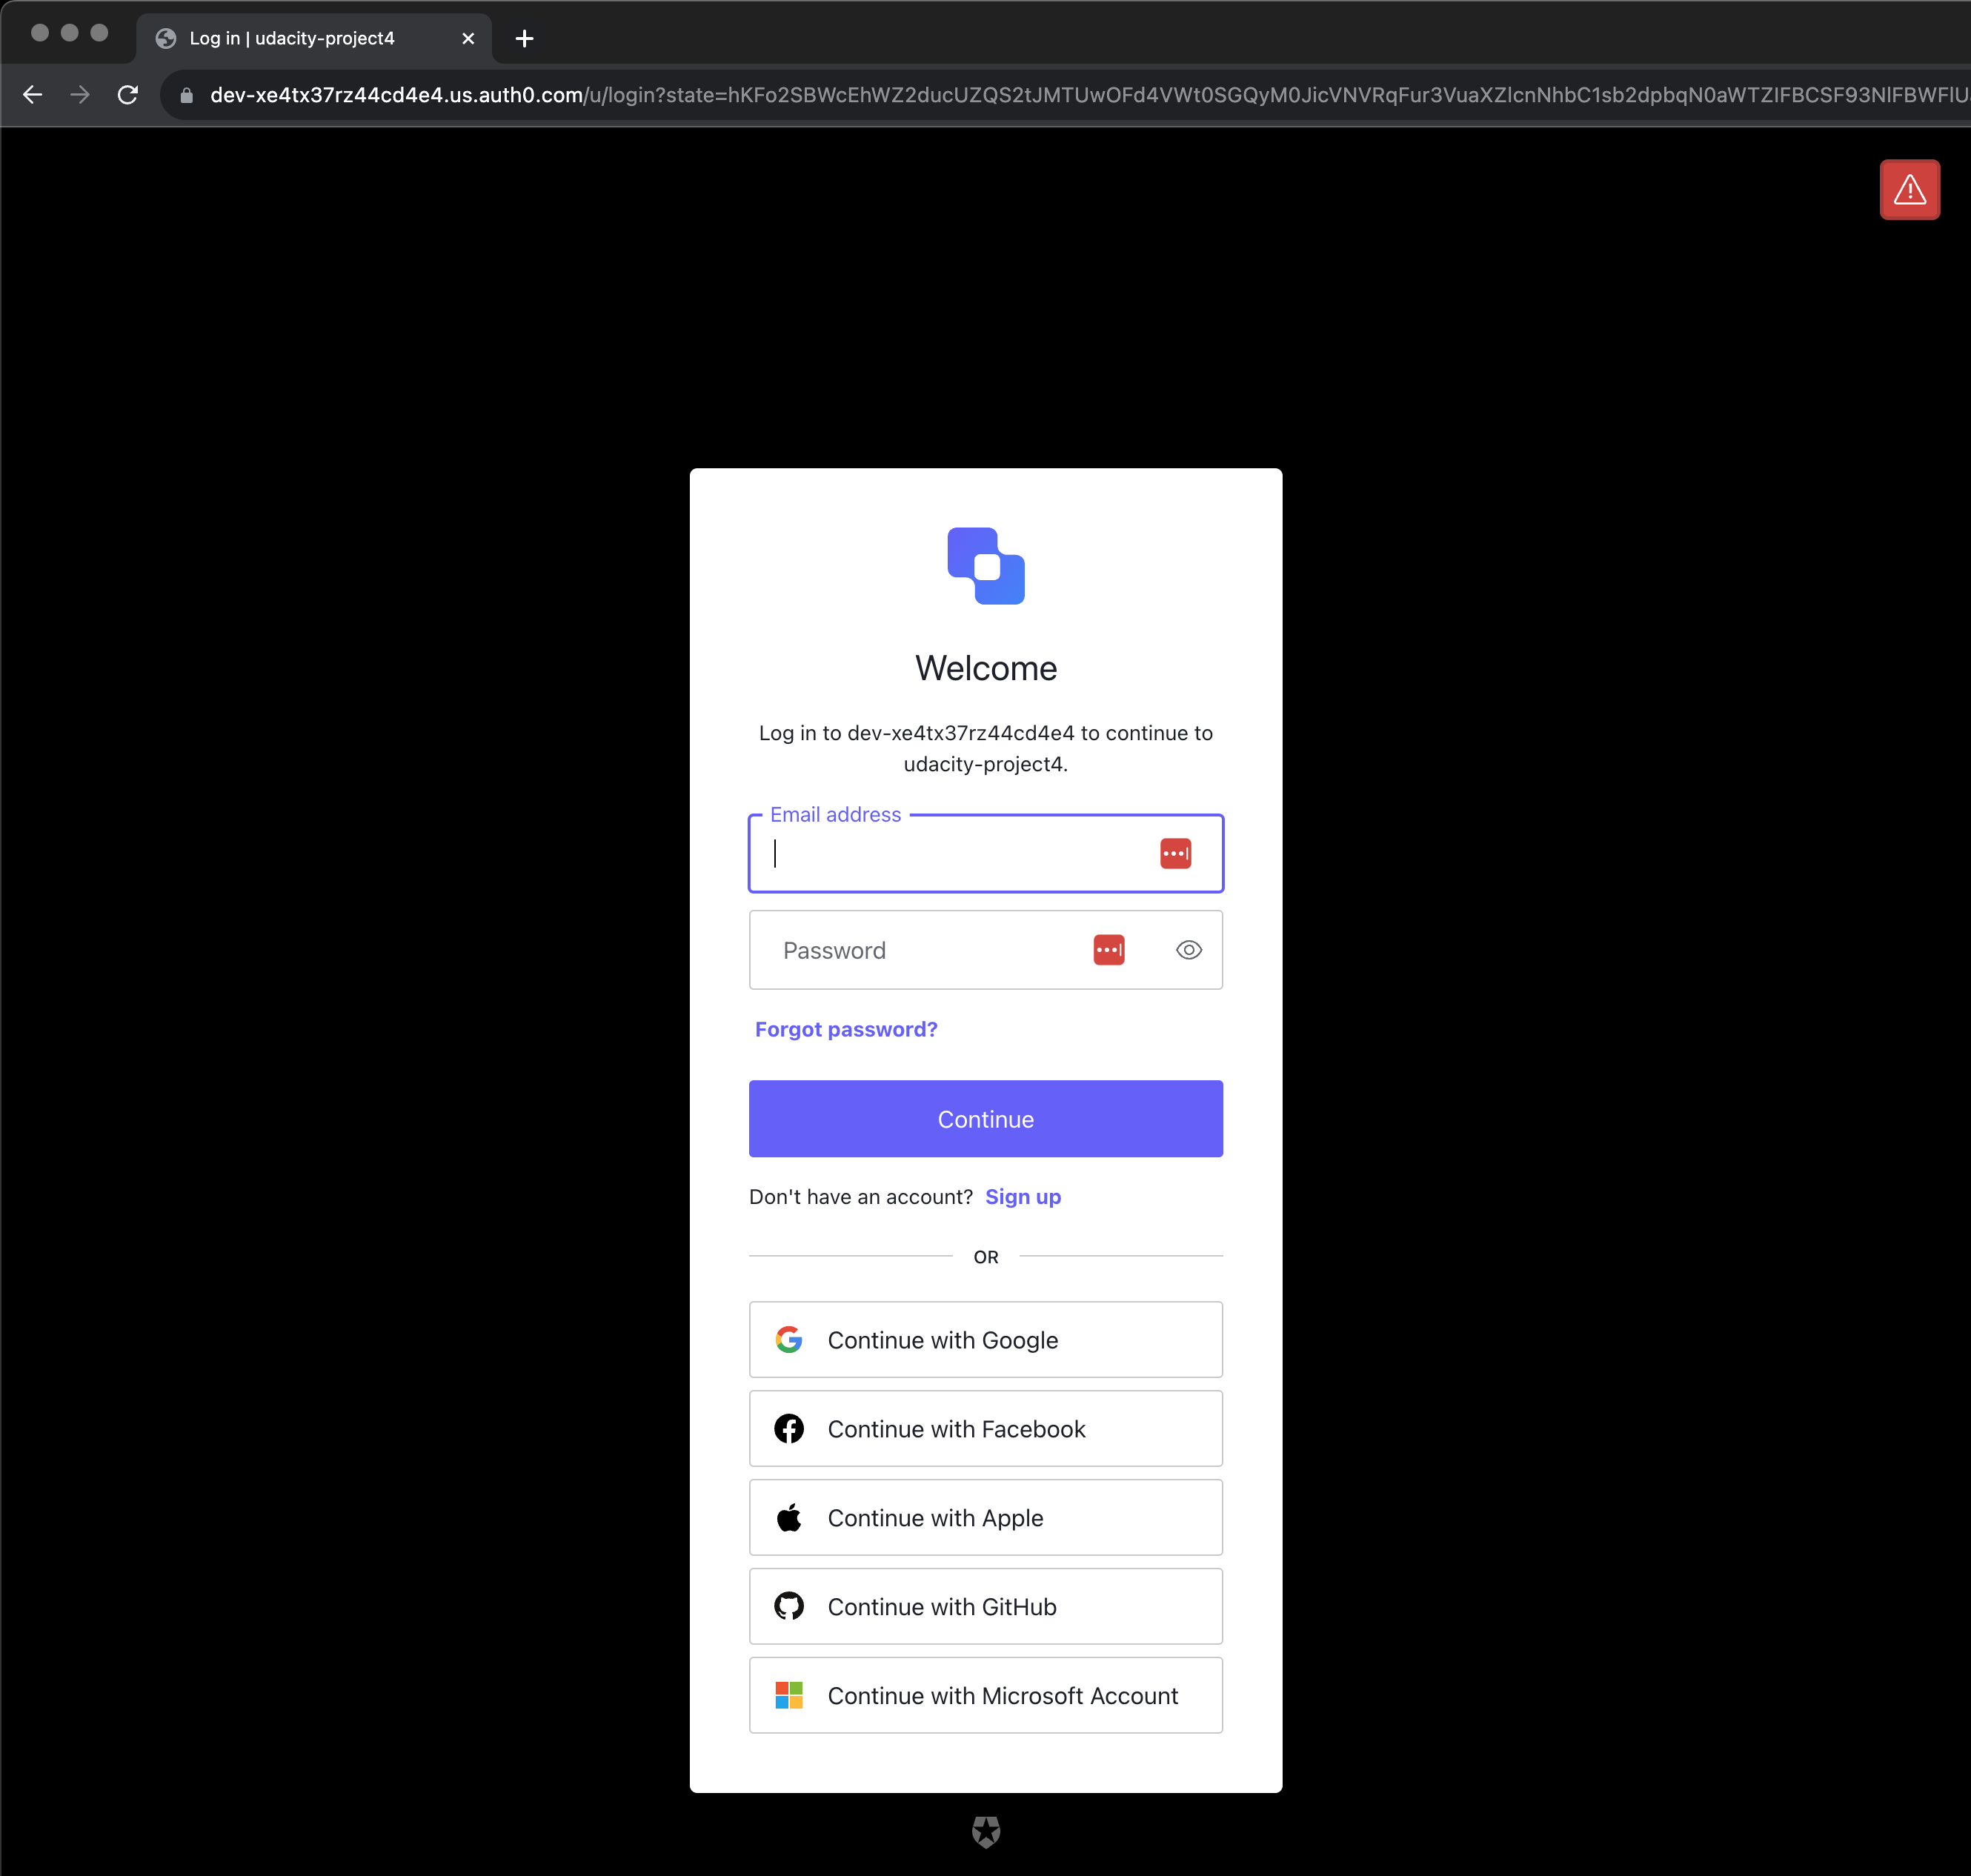 Log in | udacity-project4
dev-xe4tx37rz44cd4e4.us.auth0.com/u/login?state=hKFo2SBWcEhWZ2ducUZQS2tJMTUwOFd4VWt0SGQyM0JicVNVRqFur3VuaXZlcnNhbC1sb2dpbqN0aWTZIFBCSF93NlFBWFlU
Welcome
Log in to dev-xe4tx37rz44cd4e4 to continue to
udacity-project4.
Email address
Password
Forgot password?
Continue
Don't have an account? Sign up
OR
Continue with Google
Continue with Facebook
Continue with Apple
Continue with GitHub
Continue with Microsoft Account